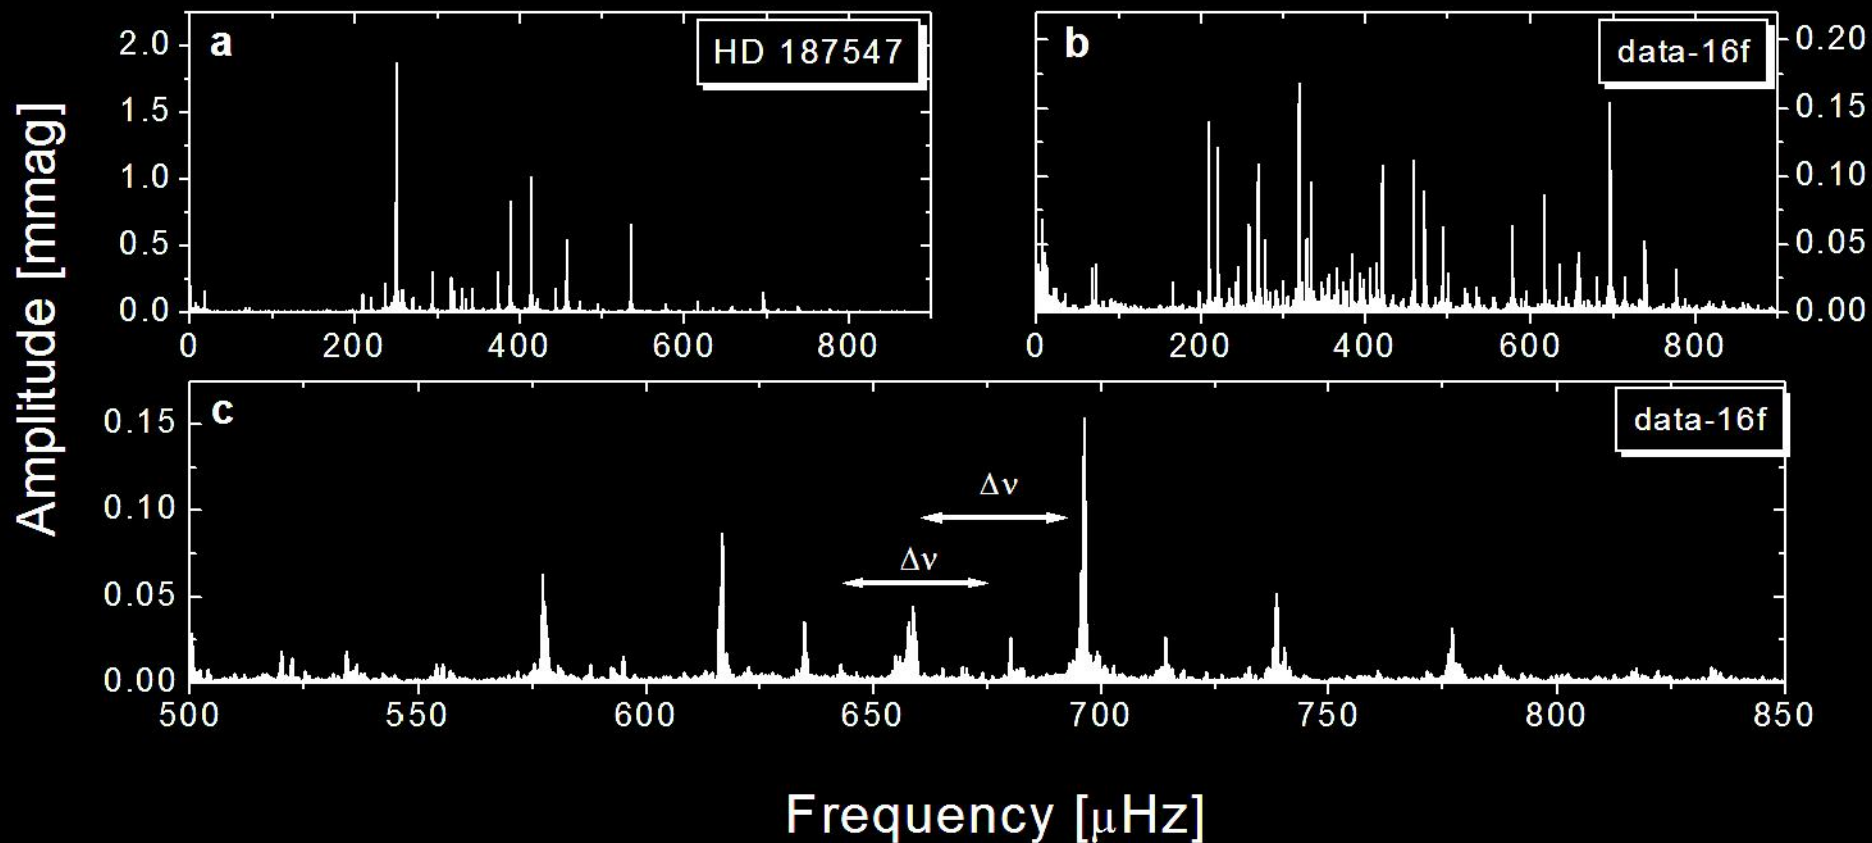 a
HD 187547
2.0
1.5
1.0
0.5
0.0
0 200 400 600 800
b
data-16f
0.20
0.15
0.10
0.05
0.00
0 200 400 600 800
c
data-16f
0.15
0.10
0.05
0.00
Δν
Δν
500 550 600 650 700 750 800 850
Amplitude [mmag]
Frequency [μHz]